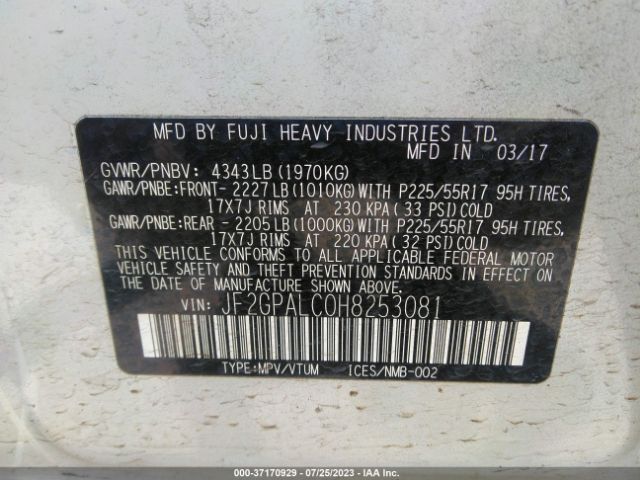 MFD BY FUJI HEAVY INDUSTRIES LTD.
MFD IN 03/17
GVWR/PNBV: 4343LB (1970KG)
GAWR/PNBE:FRONT- 2227LB (1010KG) WITH P225/55R17 95H TIRES,
17X7J RIMS AT 230 KPA (33 PSI) COLD
GAWR/PNBE:REAR - 2205LB (1000KG) WITH P225/55R17 95H TIRES,
17X7J RIMS AT 220 KPA (32 PSI) COLD
THIS VEHICLE CONFORMS TO ALL APPLICABLE FEDERAL MOTOR
VEHICLE SAFETY AND THEFT PREVENTION STANDARDS IN EFFECT ON
THE DATE OF MANUFACTURE SHOWN ABOVE.
VIN: JF2GPALC0H8253081
TYPE:MPV/VTUM ICES/NMB-002
000-37170929 - 07/25/2023 - IAA Inc.